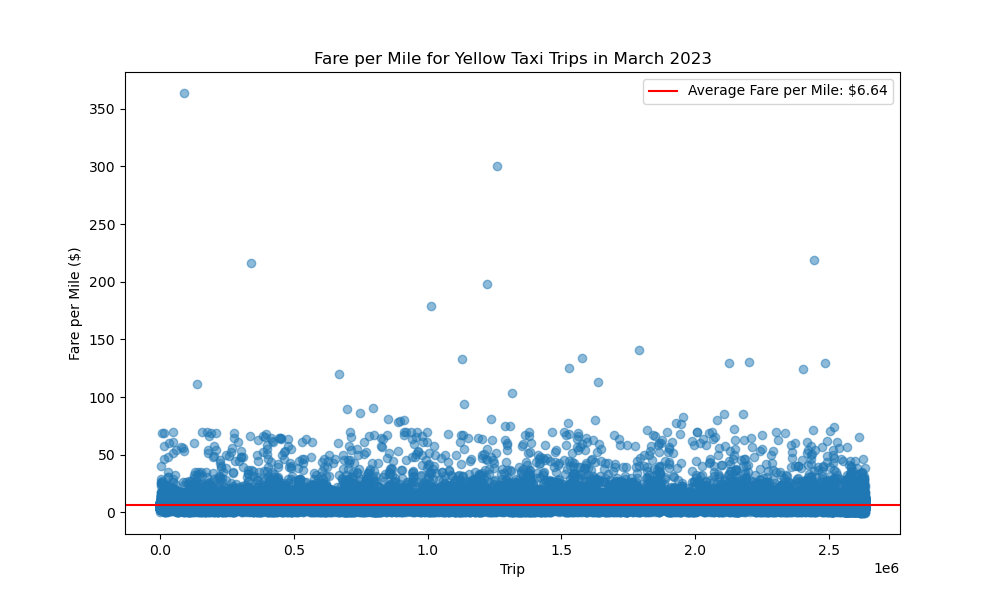 Fare per Mile for Yellow Taxi Trips in March 2023
Average Fare per Mile: $6.64
Fare per Mile ($)
350
300
250
200
150
100
50
0
0.0 0.5 1.0 1.5 2.0 2.5
1e6
Trip